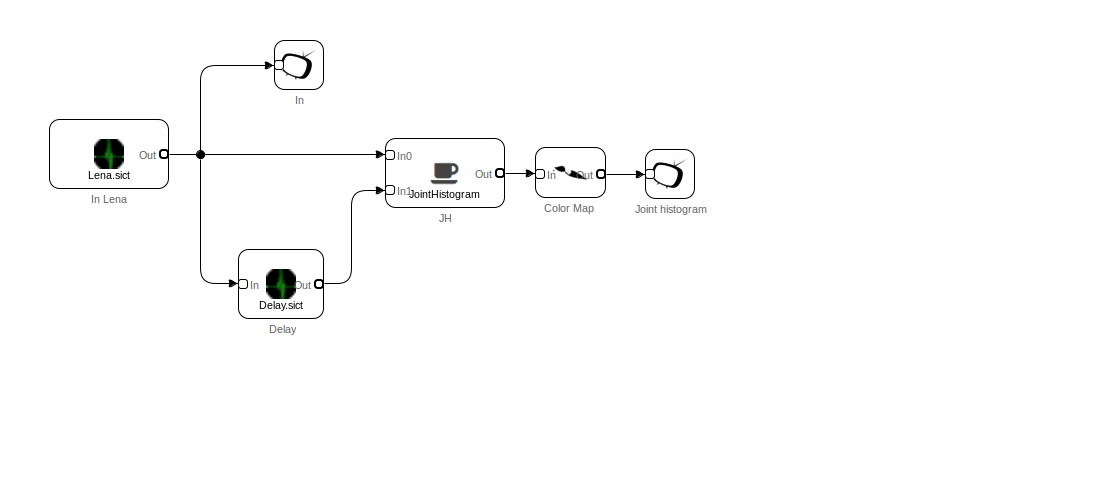 In
Out
Lena.sict
In Lena
In0
In1
Out
JointHistogram
JH
In
Out
Color Map
Joint histogram
In
Out
Delay.sict
Delay